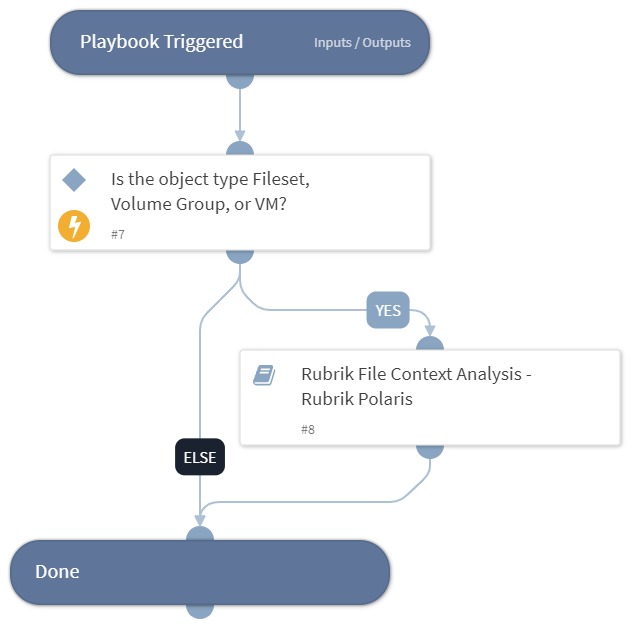 Playbook Triggered
Inputs / Outputs
Is the object type Fileset,
Volume Group, or VM?
#7
YES
Rubrik File Context Analysis -
Rubrik Polaris
#8
ELSE
Done